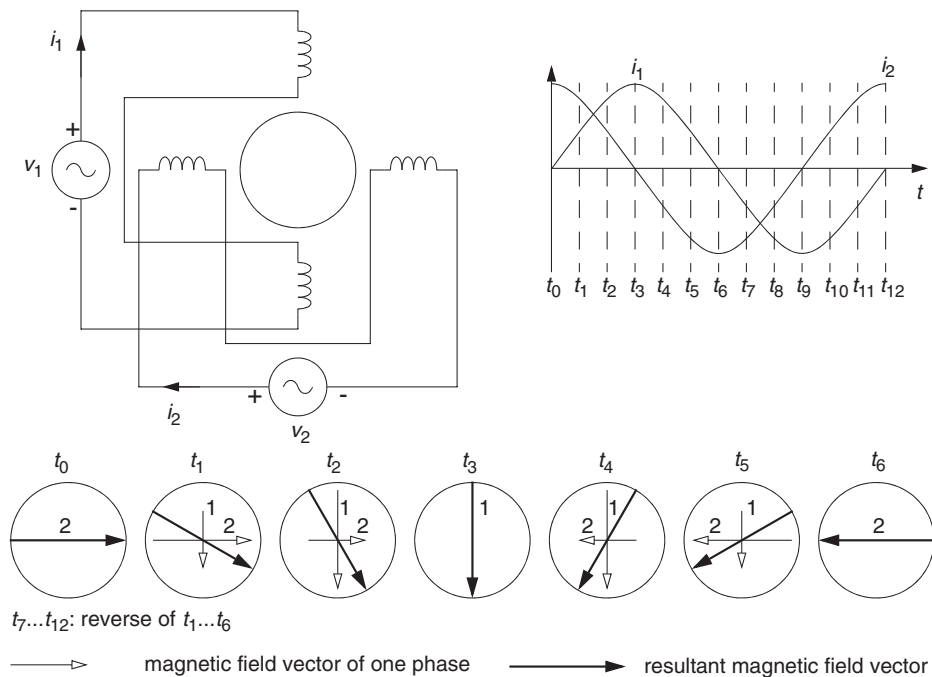 i1
+
v1
-
i2
+
-
v2
i1
i2
t
t0 t1 t2 t3 t4 t5 t6 t7 t8 t9 t10 t11 t12
t0 t1 t2 t3 t4 t5 t6
2
1
2
1
2
1
1
2
1
2
2
t7...t12: reverse of t1...t6
magnetic field vector of one phase
resultant magnetic field vector